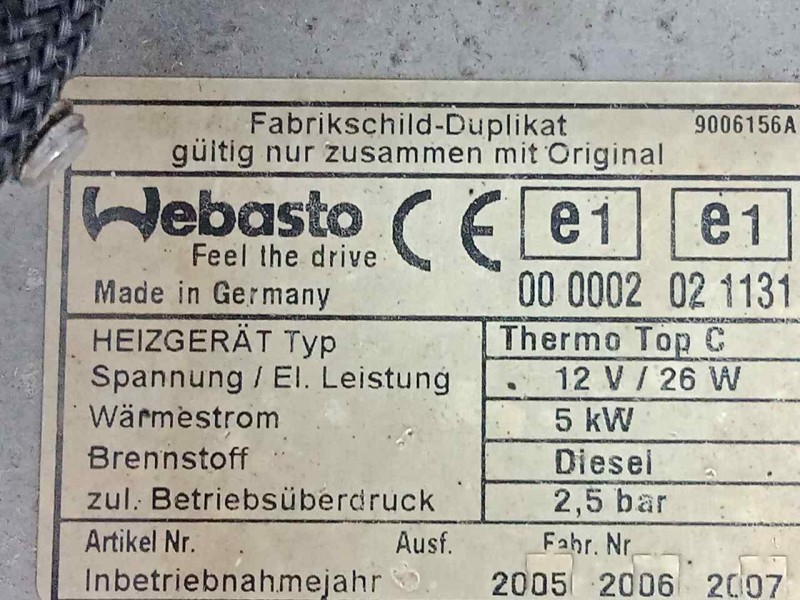 Fabrikschild-Duplikat 9006156A
gültig nur zusammen mit Original
Webasto CE e1 e1
Feel the drive
Made in Germany 00 0002 02 1131
HEIZGERÄT Typ Thermo Top C
Spannung / El. Leistung 12 V / 26 W
Wärmestrom 5 kW
Brennstoff Diesel
zul. Betriebsüberdruck 2,5 bar
Artikel Nr. Ausf. Fabr. Nr
Inbetriebnahmejahr 2005 2006 2007